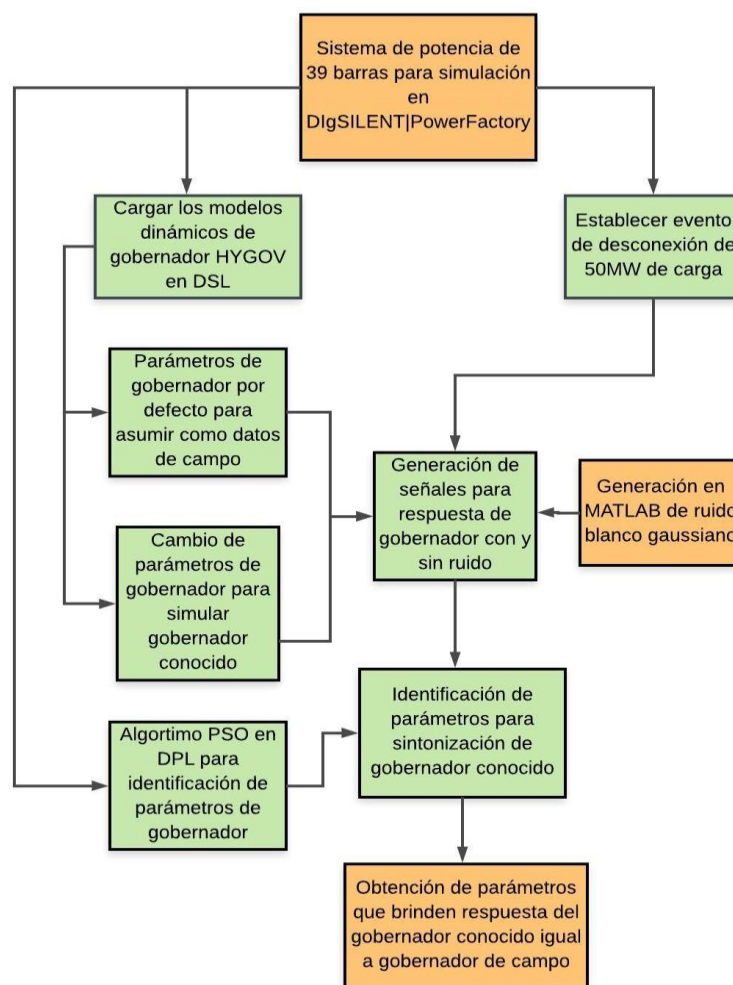 Sistema de potencia de
39 barras para simulación
en
DIgSILENT|PowerFactory
Cargar los modelos
dinámicos de
gobernador HYGOV
en DSL
Establecer evento
de desconexión de
50MW de carga
Parámetros de
gobernador por
defecto para
asumir como datos
de campo
Generación de
señales para
respuesta de
gobernador con y
sin ruido
Generación en
MATLAB de ruido
blanco gaussiano
Cambio de
parámetros de
gobernador para
simular
gobernador
conocido
Identificación de
parámetros para
sintonización de
gobernador conocido
Algortimo PSO en
DPL para
identificación de
parámetros de
gobernador
Obtención de parámetros
que brinden respuesta del
gobernador conocido igual
a gobernador de campo